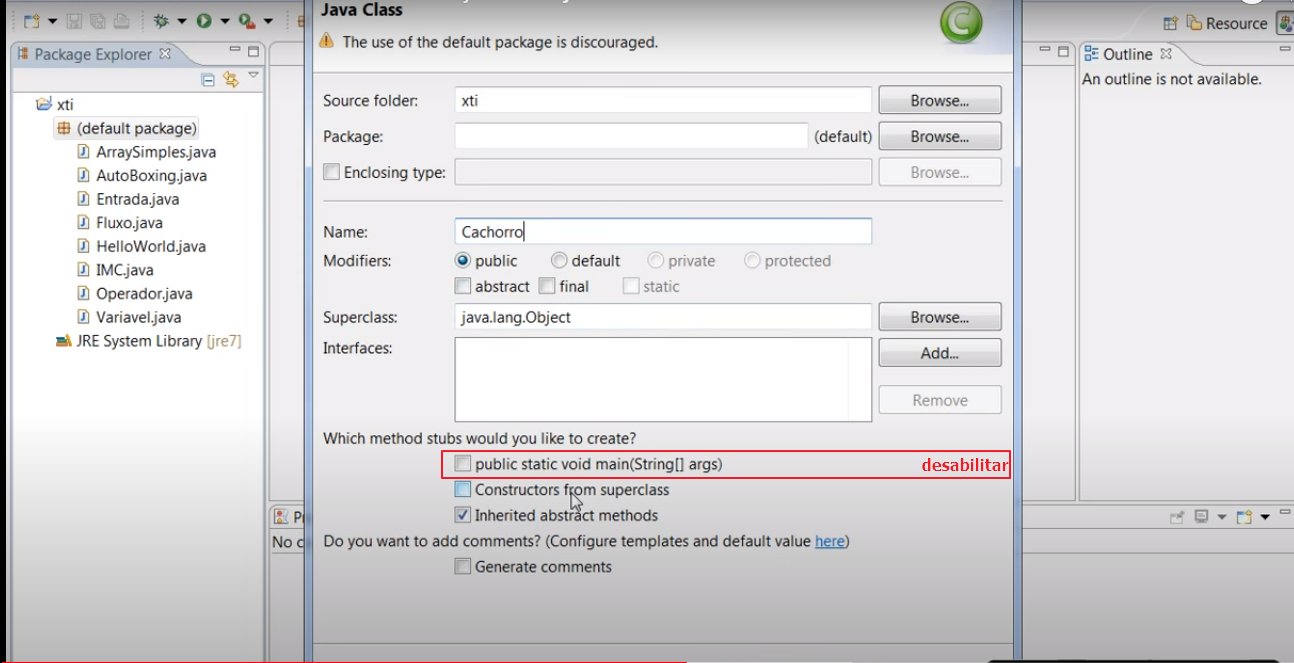 Java Class
The use of the default package is discouraged.
Resource
Package Explorer
Outline
An outline is not available.
xti
(default package)
ArraySimples.java
AutoBoxing.java
Entrada.java
Fluxo.java
HelloWorld.java
IMC.java
Operador.java
Variavel.java
JRE System Library [jre7]
Source folder: xti Browse...
Package: (default) Browse...
Enclosing type: Browse...
Name: Cachorro
Modifiers: public default private protected
abstract final static
Superclass: java.lang.Object Browse...
Interfaces: Add...
Remove
Which method stubs would you like to create?
public static void main(String[] args) desabilitar
Constructors from superclass
Inherited abstract methods
Do you want to add comments? (Configure templates and default value here)
Generate comments
No c